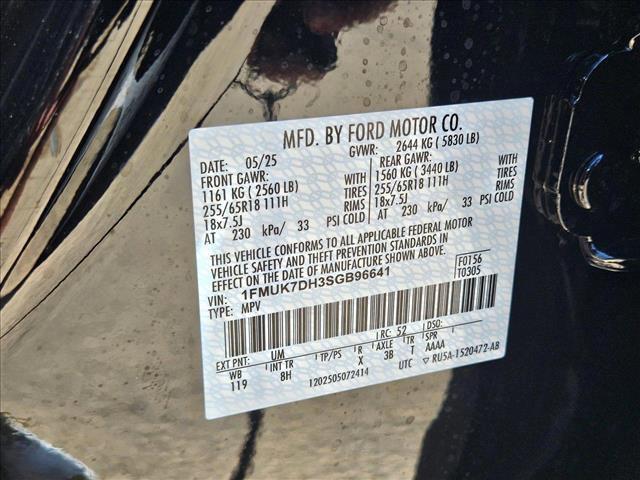 MFD. BY FORD MOTOR CO.
DATE: 05/25 GVWR: 2644 KG ( 5830 LB)
FRONT GAWR: WITH REAR GAWR: WITH
1161 KG ( 2560 LB) TIRES 1560 KG ( 3440 LB) TIRES
255/65R18 111H RIMS 255/65R18 111H RIMS
18x7.5J 18x7.5J
AT 230 kPa/ 33 PSI COLD AT 230 kPa/ 33 PSI COLD
THIS VEHICLE CONFORMS TO ALL APPLICABLE FEDERAL MOTOR
VEHICLE SAFETY AND THEFT PREVENTION STANDARDS IN
EFFECT ON THE DATE OF MANUFACTURE SHOWN ABOVE.
VIN: 1FMUK7DH3SGB96641 F0156
TYPE: MPV T0305
EXT PNT: UM RC: 52 DSO:
WB INT TR TP/PS R AXLE TR SPR
119 8H X 3B T AAAA
1202505072414 UTC ▽ RU5A-1520472-AB